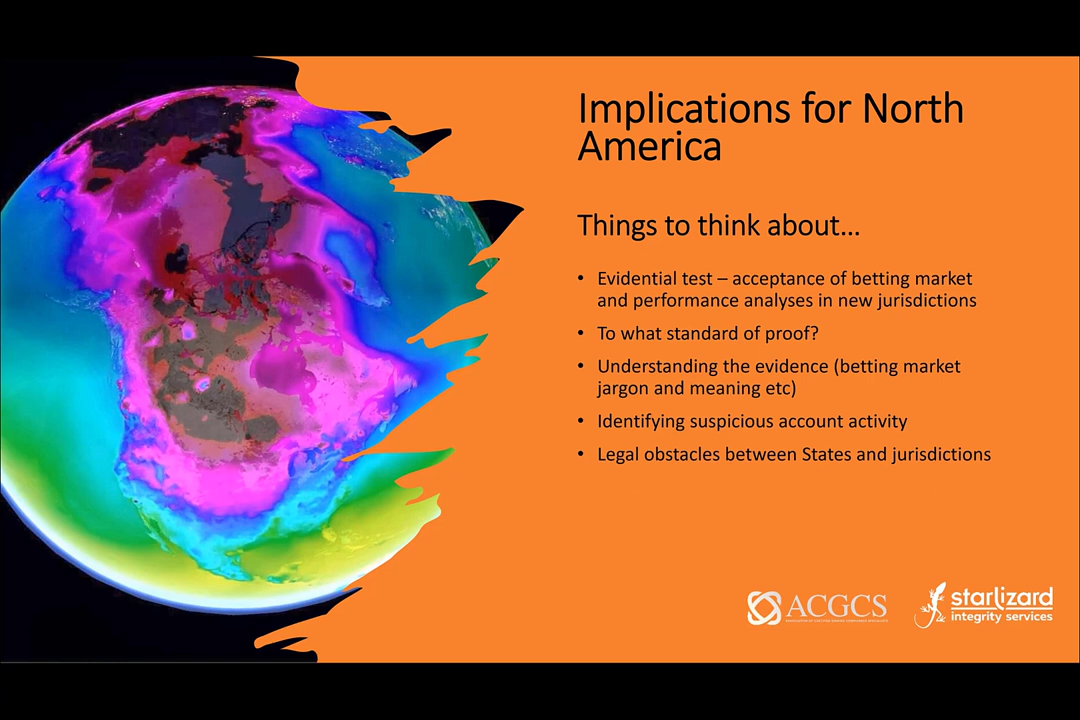 Implications for North
America
Things to think about...
• Evidential test – acceptance of betting market
and performance analyses in new jurisdictions
• To what standard of proof?
• Understanding the evidence (betting market
jargon and meaning etc)
• Identifying suspicious account activity
• Legal obstacles between States and jurisdictions
ACGCS
starlizard
integrity services